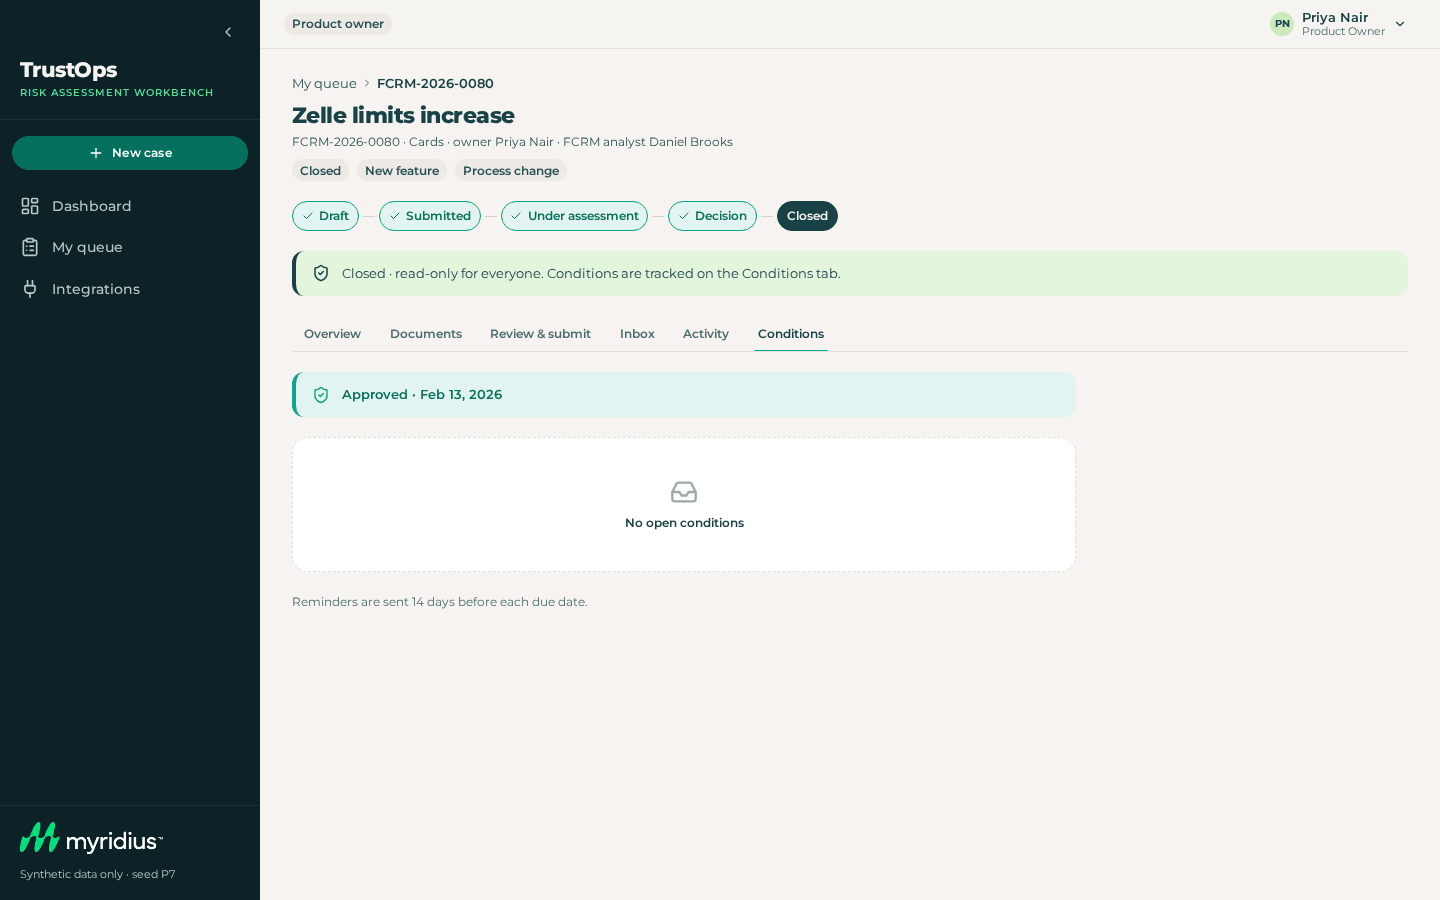 Product owner
PN
Priya Nair
Product Owner
TrustOps
RISK ASSESSMENT WORKBENCH
New case
Dashboard
My queue
Integrations
myridius™
Synthetic data only · seed P7
My queue > FCRM-2026-0080
Zelle limits increase
FCRM-2026-0080 · Cards · owner Priya Nair · FCRM analyst Daniel Brooks
Closed New feature Process change
Draft Submitted Under assessment Decision Closed
Closed · read-only for everyone. Conditions are tracked on the Conditions tab.
Overview Documents Review & submit Inbox Activity Conditions
Approved · Feb 13, 2026
No open conditions
Reminders are sent 14 days before each due date.